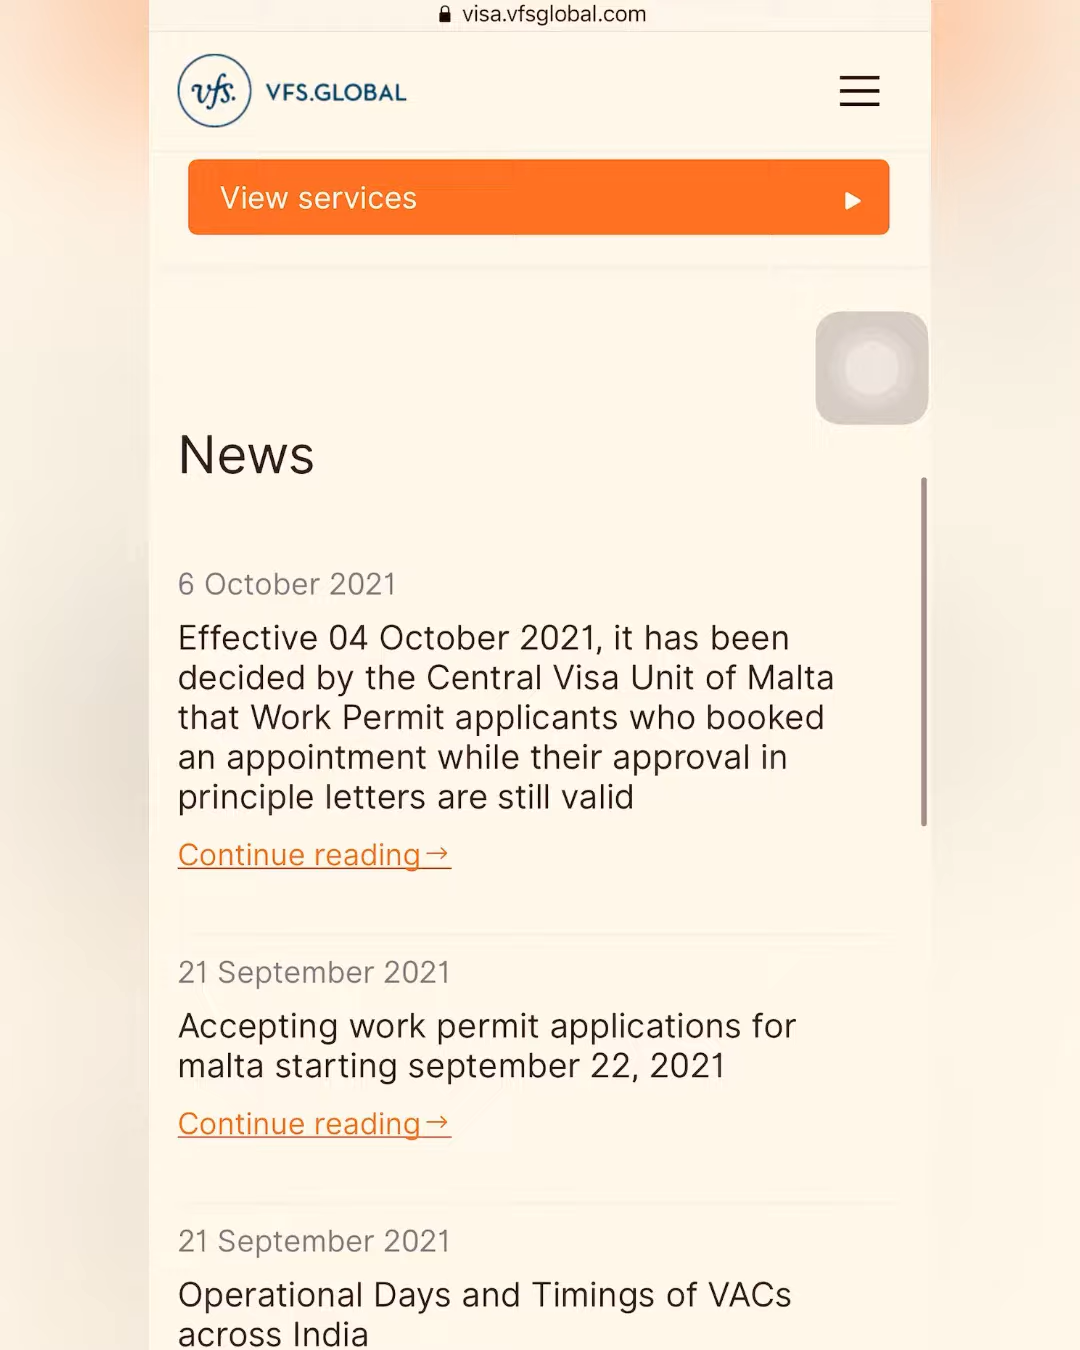 visa.vfsglobal.com
vfs. VFS.GLOBAL
View services
News
6 October 2021
Effective 04 October 2021, it has been
decided by the Central Visa Unit of Malta
that Work Permit applicants who booked
an appointment while their approval in
principle letters are still valid
Continue reading→
21 September 2021
Accepting work permit applications for
malta starting september 22, 2021
Continue reading→
21 September 2021
Operational Days and Timings of VACs
across India